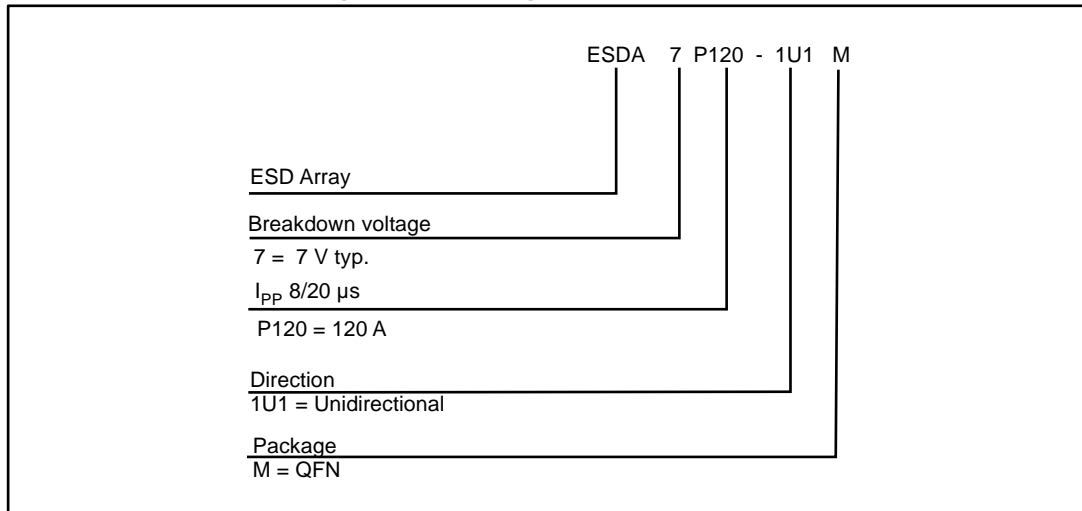 ESDA 7 P120 - 1U1 M
ESD Array
Breakdown voltage
7 = 7 V typ.
IPP 8/20 µs
P120 = 120 A
Direction
1U1 = Unidirectional
Package
M = QFN